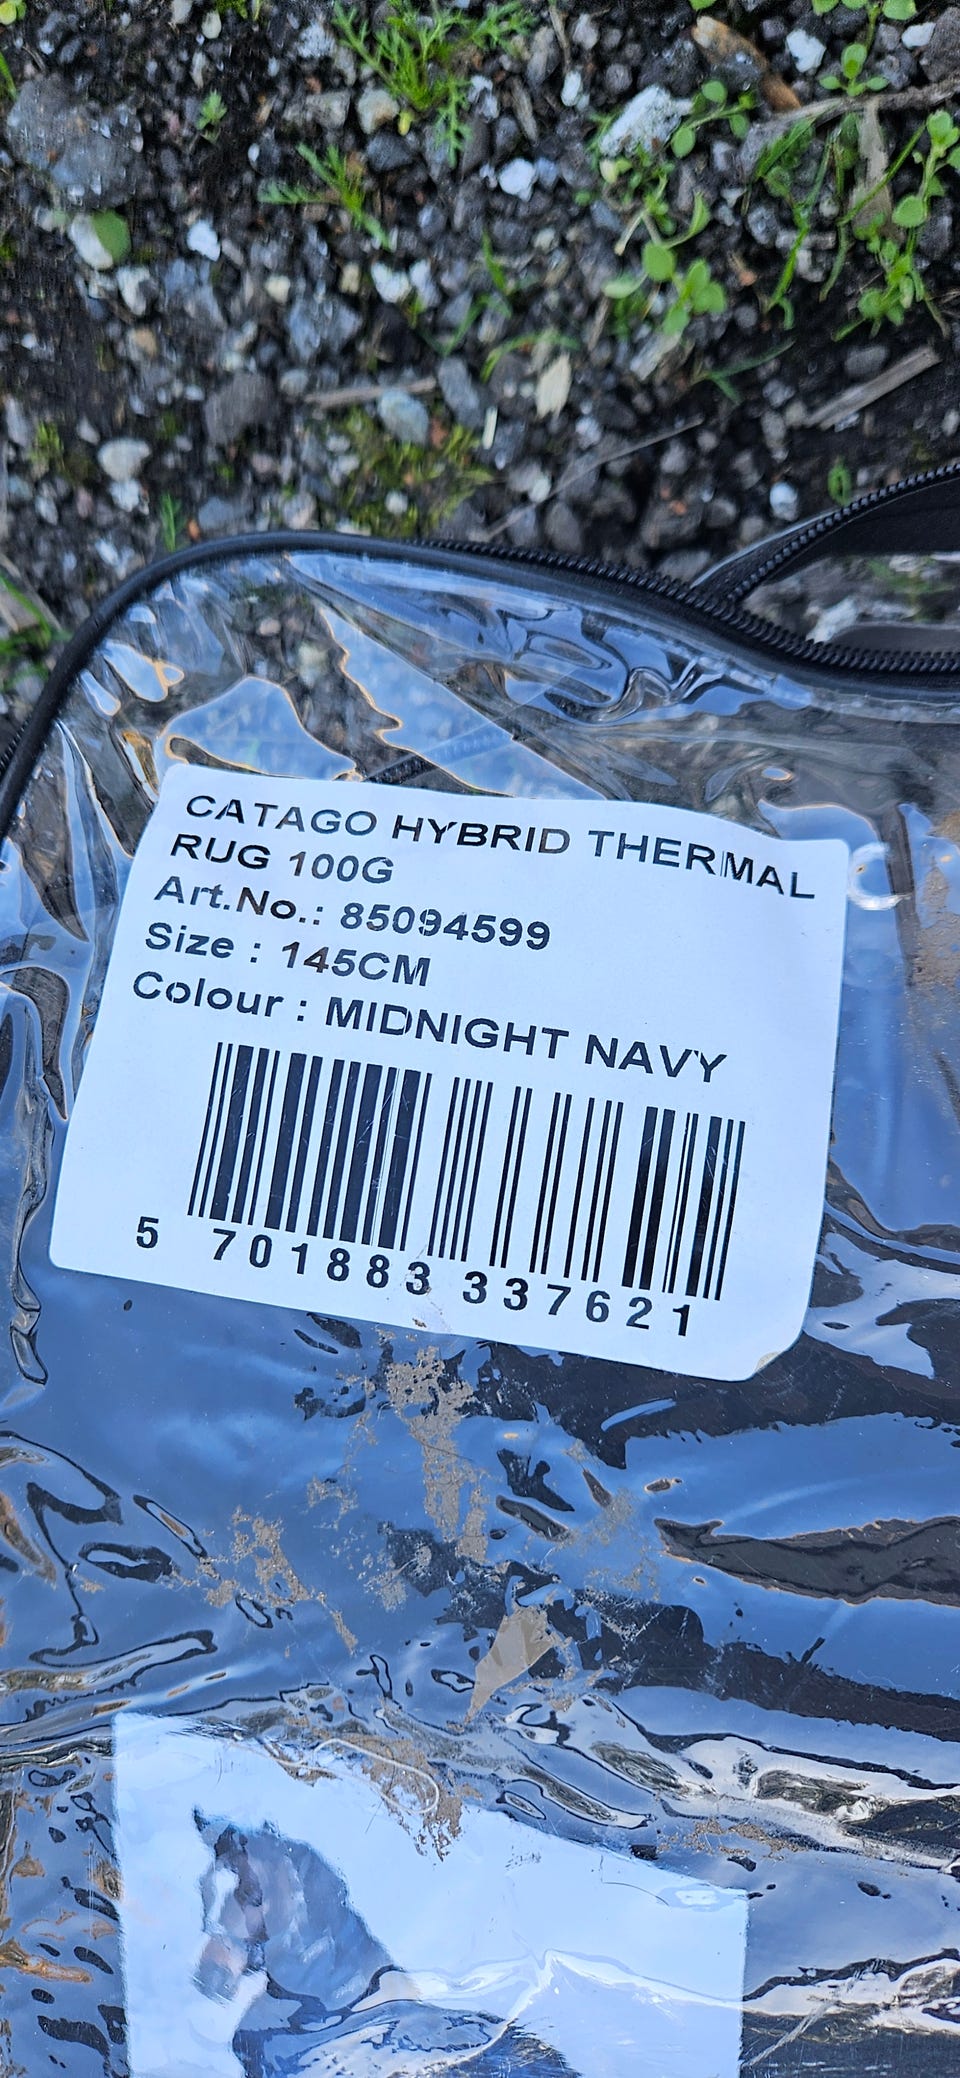 CATAGO HYBRID THERMAL
RUG 100G
Art.No.: 85094599
Size : 145CM
Colour : MIDNIGHT NAVY
5 701883 337621